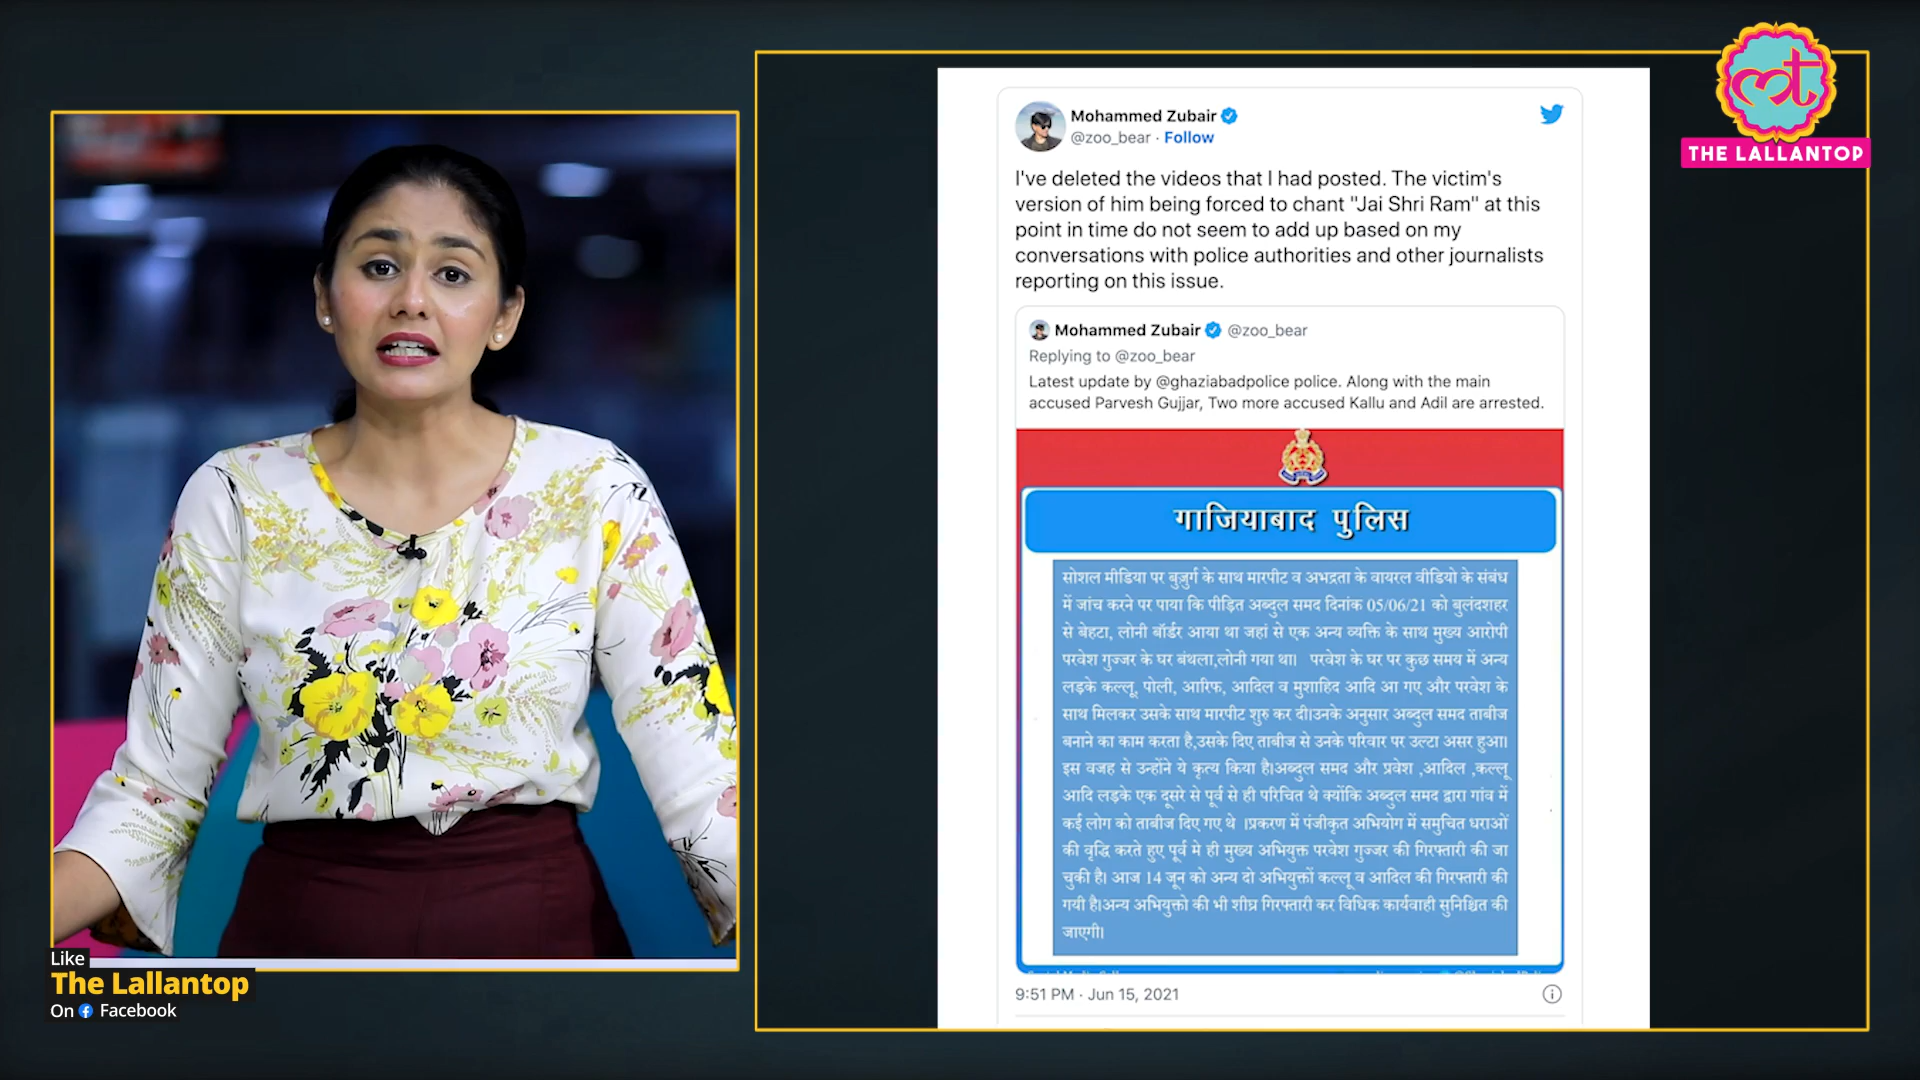 THE LALLANTOP
Mohammed Zubair
@zoo_bear · Follow
I've deleted the videos that I had posted. The victim's
version of him being forced to chant "Jai Shri Ram" at this
point in time do not seem to add up based on my
conversations with police authorities and other journalists
reporting on this issue.
Mohammed Zubair @zoo_bear
Replying to @zoo_bear
Latest update by @ghaziabadpolice police. Along with the main
accused Parvesh Gujjar, Two more accused Kallu and Adil are arrested.
गाजियाबाद पुलिस
सोशल मीडिया पर बुजुर्ग के साथ मारपीट व अभद्रता के वायरल वीडियो के संबंध
में जांच करने पर पाया कि पीड़ित अब्दुल समद दिनांक 05/06/21 को बुलंदशहर
से बेहटा, लोनी बॉर्डर आया था जहां से एक अन्य व्यक्ति के साथ मुख्य आरोपी
परवेश गुज्जर के घर बंथला,लोनी गया था। परवेश के घर पर कुछ समय में अन्य
लड़के कल्लू, पोली, आरिफ, आदिल व मुशाहिद आदि आ गए और परवेश के
साथ मिलकर उसके साथ मारपीट शुरु कर दी।उनके अनुसार अब्दुल समद ताबीज
बनाने का काम करता है,उसके दिए ताबीज से उनके परिवार पर उल्टा असर हुआ।
इस वजह से उन्होंने ये कृत्य किया है।अब्दुल समद और प्रवेश ,आदिल ,कल्लू
आदि लड़के एक दूसरे से पूर्व से ही परिचित थे क्योंकि अब्दुल समद द्वारा गांव में
कई लोग को ताबीज दिए गए थे ।प्रकरण में पंजीकृत अभियोग में समुचित धराओं
की वृद्धि करते हुए पूर्व मे ही मुख्य अभियुक्त परवेश गुज्जर की गिरफ्तारी की जा
चुकी है। आज 14 जून को अन्य दो अभियुक्तों कल्लू व आदिल की गिरफ्तारी की
गयी है।अन्य अभियुक्तो की भी शीघ्र गिरफ्तारी कर विधिक कार्यवाही सुनिश्चित की
जाएगी।
9:51 PM · Jun 15, 2021
Like
The Lallantop
On Facebook